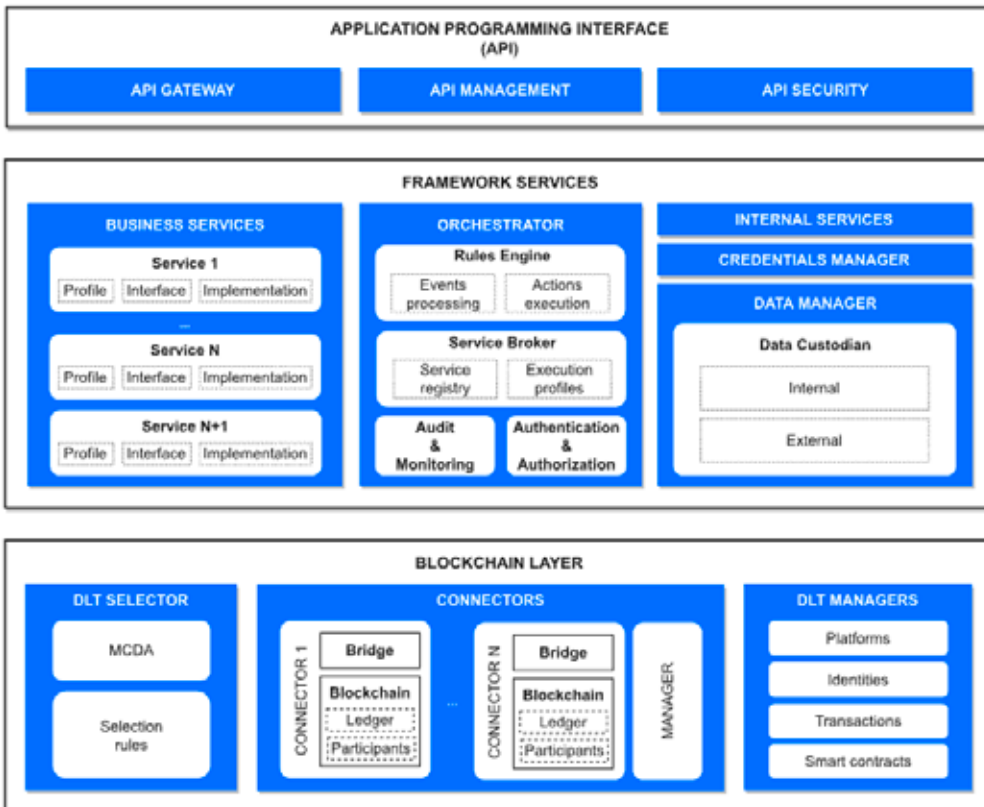 APPLICATION PROGRAMMING INTERFACE
(API)
API GATEWAY
API MANAGEMENT
API SECURITY
FRAMEWORK SERVICES
BUSINESS SERVICES
Service 1
Profile
Interface
Implementation
...
Service N
Profile
Interface
Implementation
Service N+1
Profile
Interface
Implementation
ORCHESTRATOR
Rules Engine
Events
processing
Actions
execution
Service Broker
Service
registry
Execution
profiles
Audit
&
Monitoring
Authentication
&
Authorization
INTERNAL SERVICES
CREDENTIALS MANAGER
DATA MANAGER
Data Custodian
Internal
External
BLOCKCHAIN LAYER
DLT SELECTOR
MCDA
Selection
rules
CONNECTORS
CONNECTOR 1
Bridge
Blockchain
Ledger
Participants
...
CONNECTOR N
Bridge
Blockchain
Ledger
Participants
MANAGER
DLT MANAGERS
Platforms
Identities
Transactions
Smart contracts